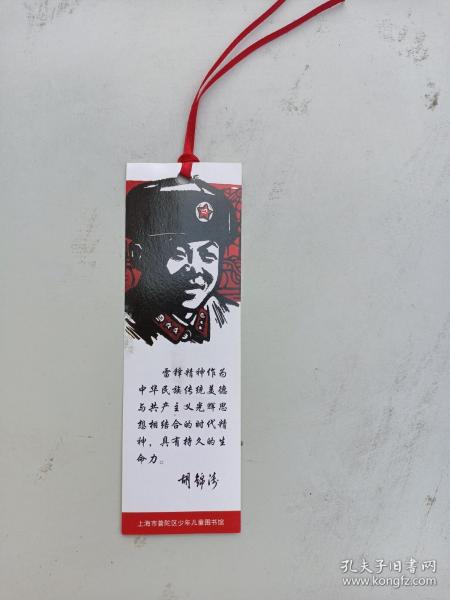 雷锋精神作为
中华民族传统美德
与共产主义光辉思
想相结合的时代精
神，具有持久的生
命力。
胡锦涛
上海市普陀区少年儿童图书馆
孔夫子旧书网
www.kongfz.com